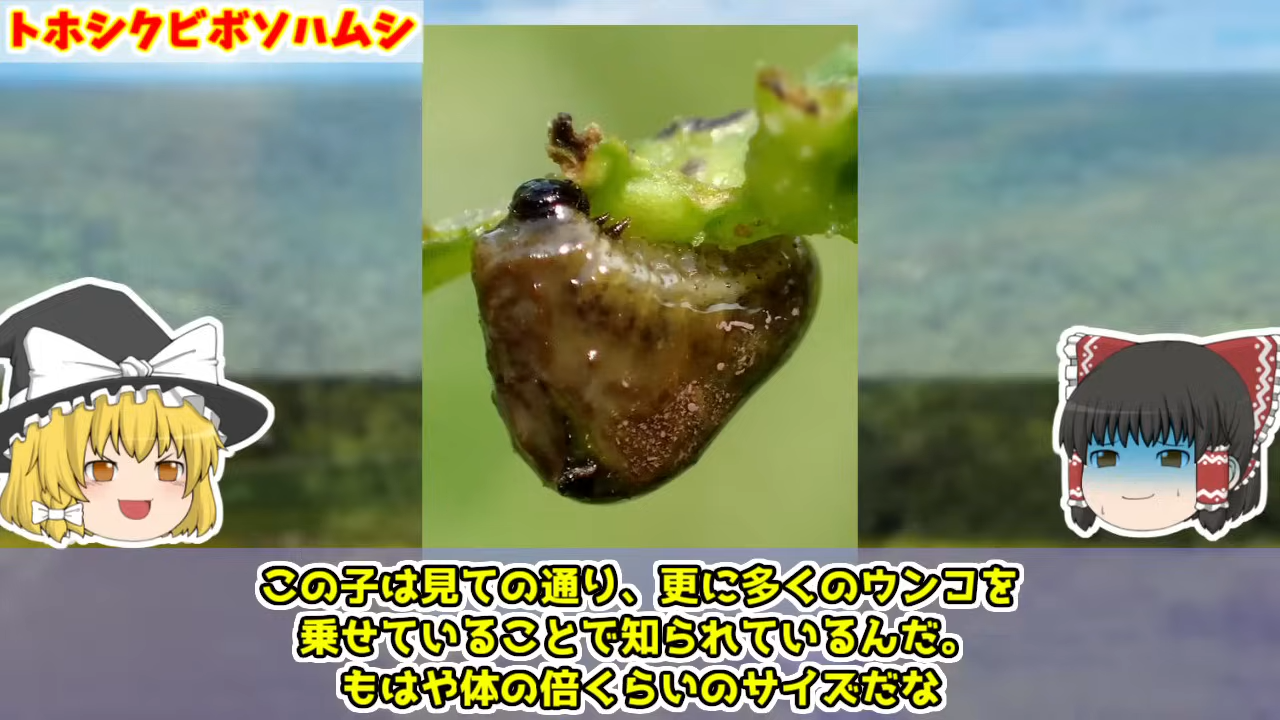 トホシクビボソハムシ
この子は見ての通り、更に多くのウンコを
乗せていることで知られているんだ。
もはや体の倍くらいのサイズだな